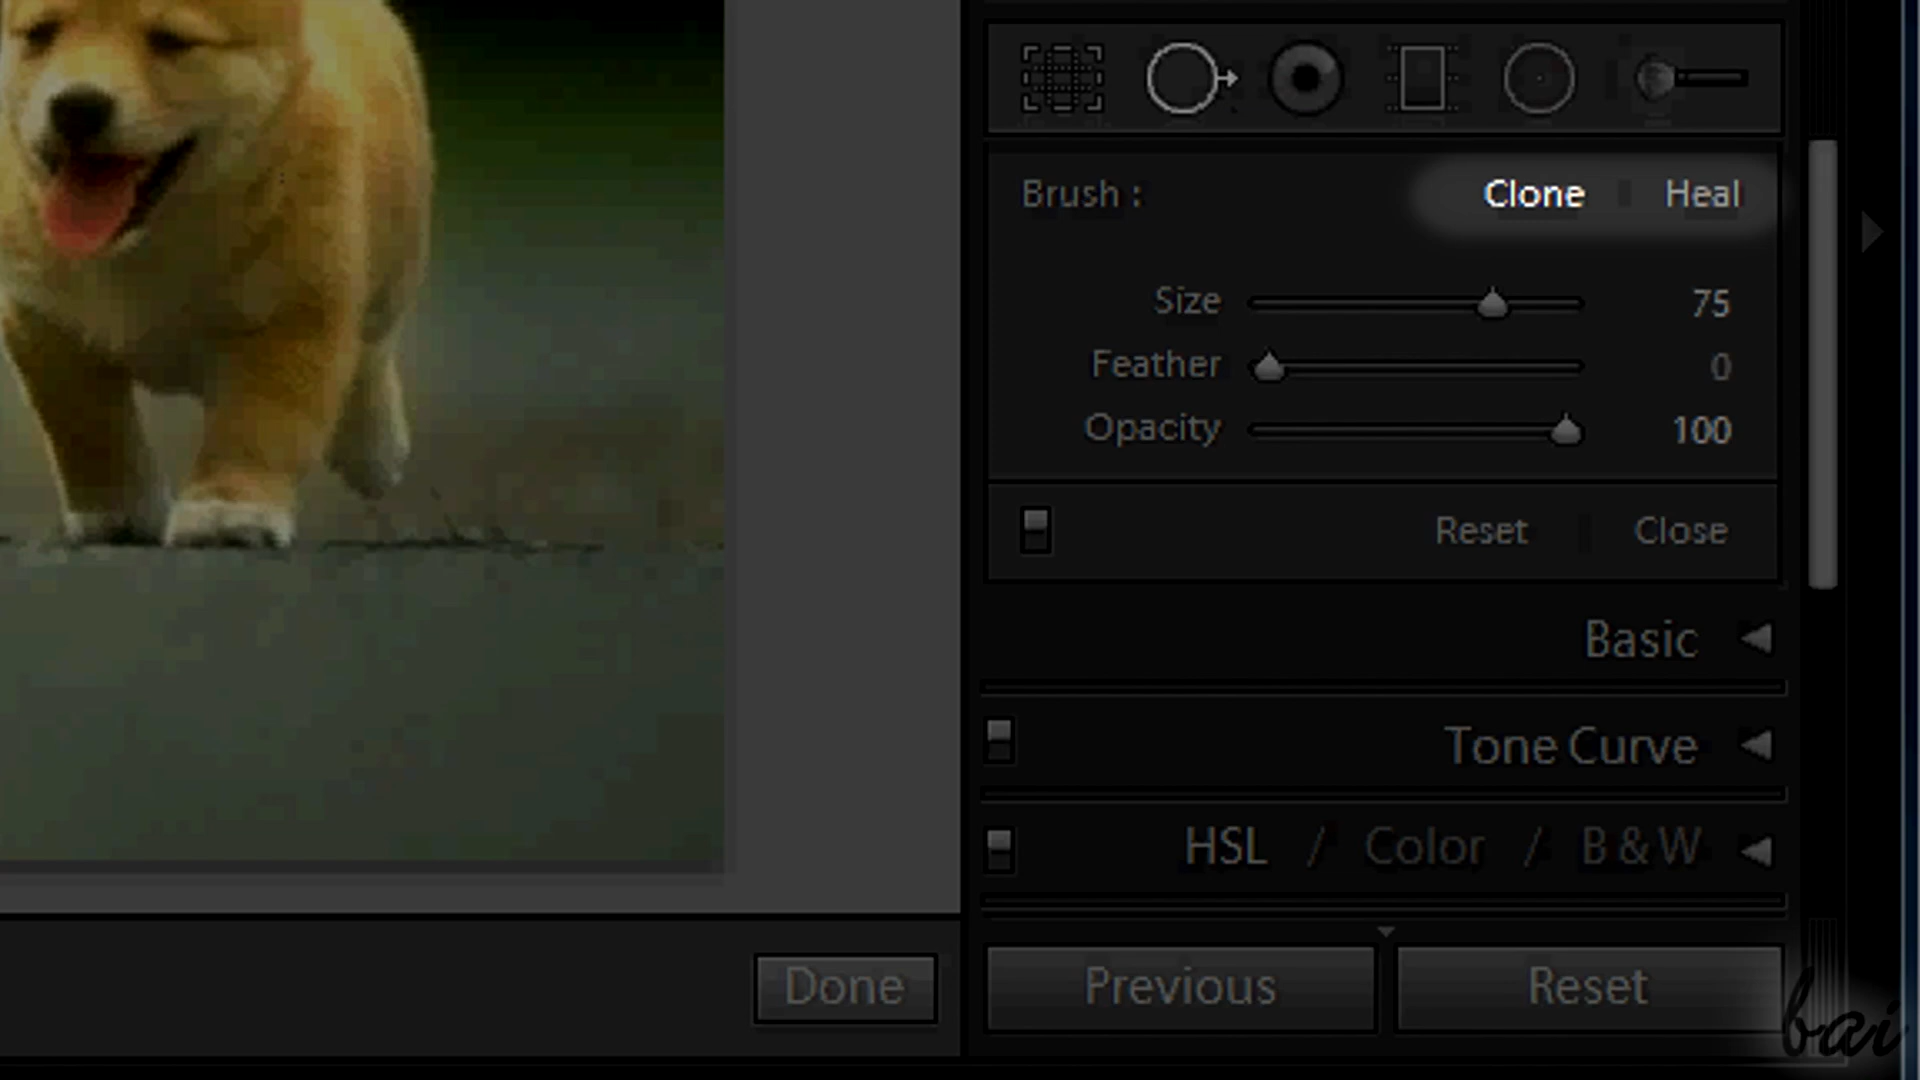 Brush : Clone Heal
Size 75
Feather 0
Opacity 100
Reset Close
Basic
Tone Curve
HSL / Color / B & W
Done Previous Reset
bai